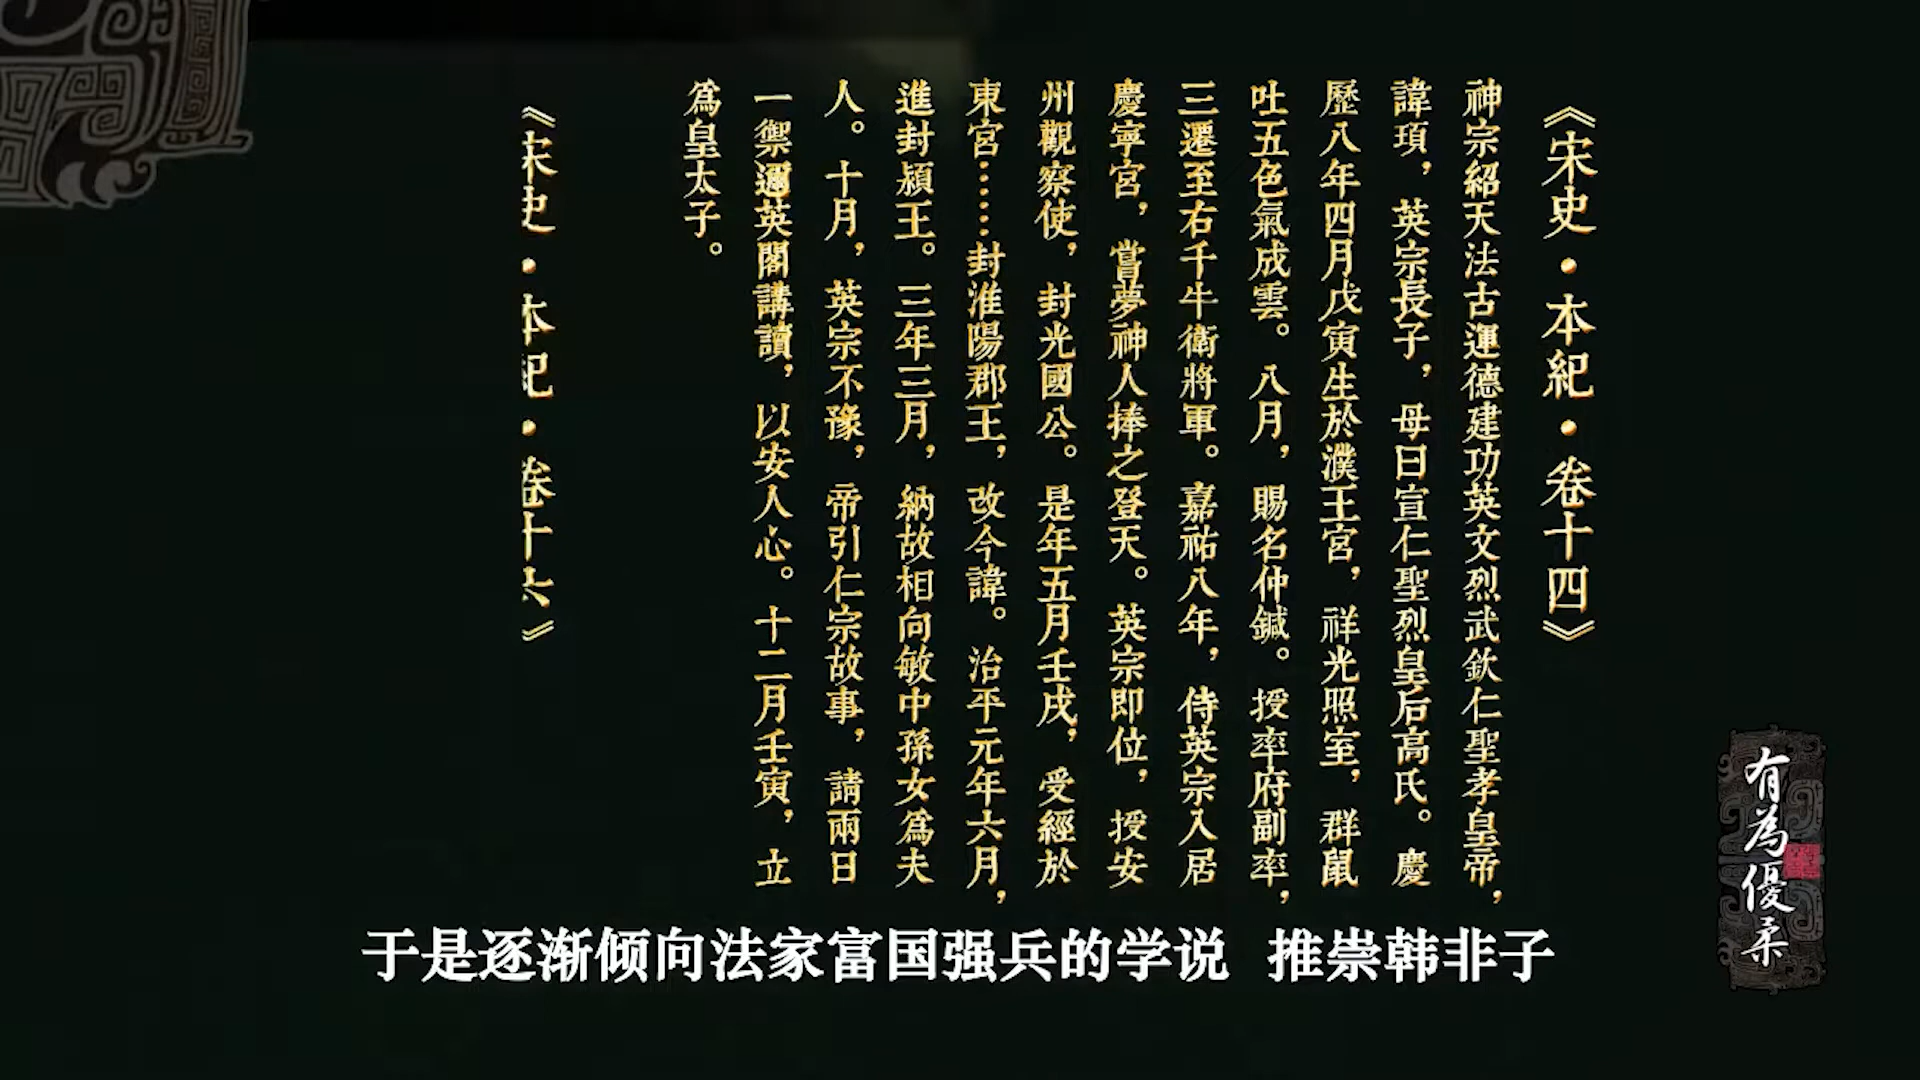 《宋史·本紀·卷十四》
神宗紹天法古運德建功英文烈武欽仁聖孝皇帝，
諱頊，英宗長子，母曰宣仁聖烈皇后高氏。慶
歷八年四月戊寅生於濮王宮，祥光照室，群鼠
吐五色氣成雲。八月，賜名仲鍼。授率府副率，
三遷至右千牛衛將軍。嘉祐八年，侍英宗入居
慶寧宮，嘗夢神人捧之登天。英宗即位，授安
州觀察使，封光國公。是年五月壬戌，受經於
東宮……封淮陽郡王，改今諱。治平元年六月，
進封潁王。三年三月，納故相向敏中孫女為夫
人。十月，英宗不豫，帝引仁宗故事，請兩日
一禦邇英閣講讀，以安人心。十二月壬寅，立
為皇太子。
《宋史·本紀·卷十六》
于是逐渐倾向法家富国强兵的学说 推崇韩非子
有為優柔